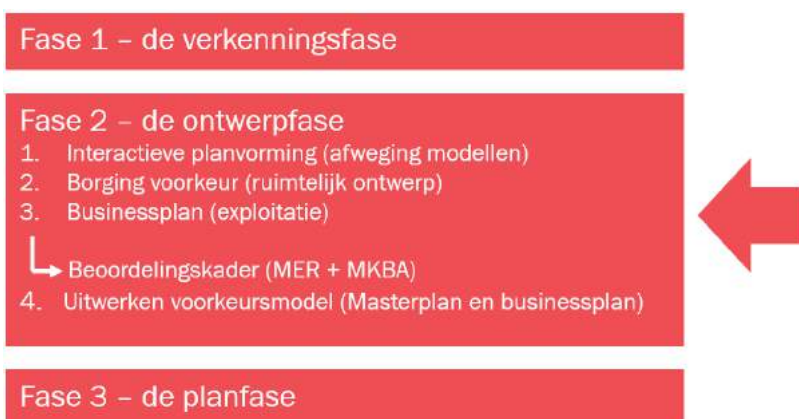 Fase 1 – de verkenningsfase
Fase 2 – de ontwerpfase
1. Interactieve planvorming (afweging modellen)
2. Borging voorkeur (ruimtelijk ontwerp)
3. Businessplan (exploitatie)
Beoordelingskader (MER + MKBA)
4. Uitwerken voorkeursmodel (Masterplan en businessplan)
Fase 3 – de planfase